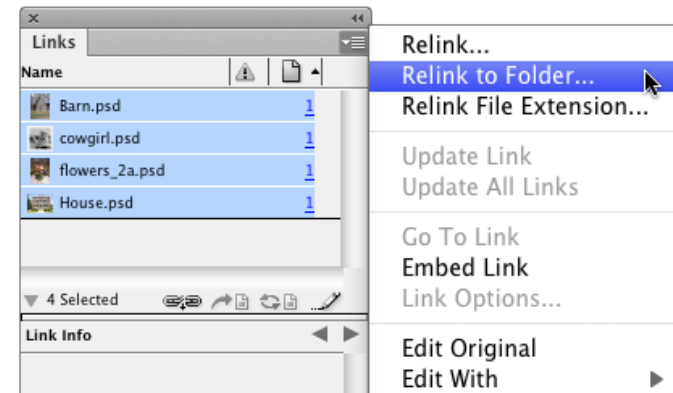 Links
Name
Barn.psd 1
cowgirl.psd 1
flowers_2a.psd 1
House.psd 1
4 Selected
Link Info
Relink...
Relink to Folder...
Relink File Extension...
Update Link
Update All Links
Go To Link
Embed Link
Link Options...
Edit Original
Edit With